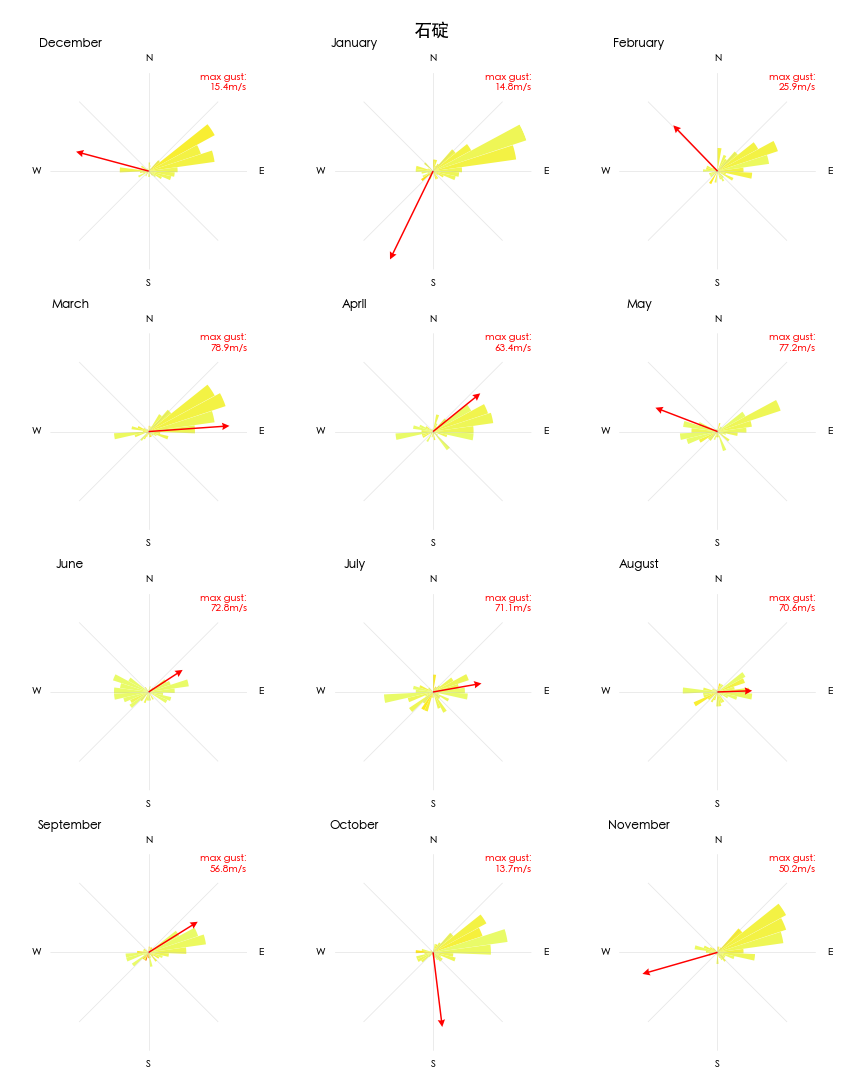 石碇
December
N
max gust:
15.4m/s
W
E
S
January
N
max gust:
14.8m/s
W
E
S
February
N
max gust:
25.9m/s
W
E
S
March
N
max gust:
78.9m/s
W
E
S
April
N
max gust:
63.4m/s
W
E
S
May
N
max gust:
77.2m/s
W
E
S
June
N
max gust:
72.8m/s
W
E
S
July
N
max gust:
71.1m/s
W
E
S
August
N
max gust:
70.6m/s
W
E
S
September
N
max gust:
56.8m/s
W
E
S
October
N
max gust:
13.7m/s
W
E
S
November
N
max gust:
50.2m/s
W
E
S